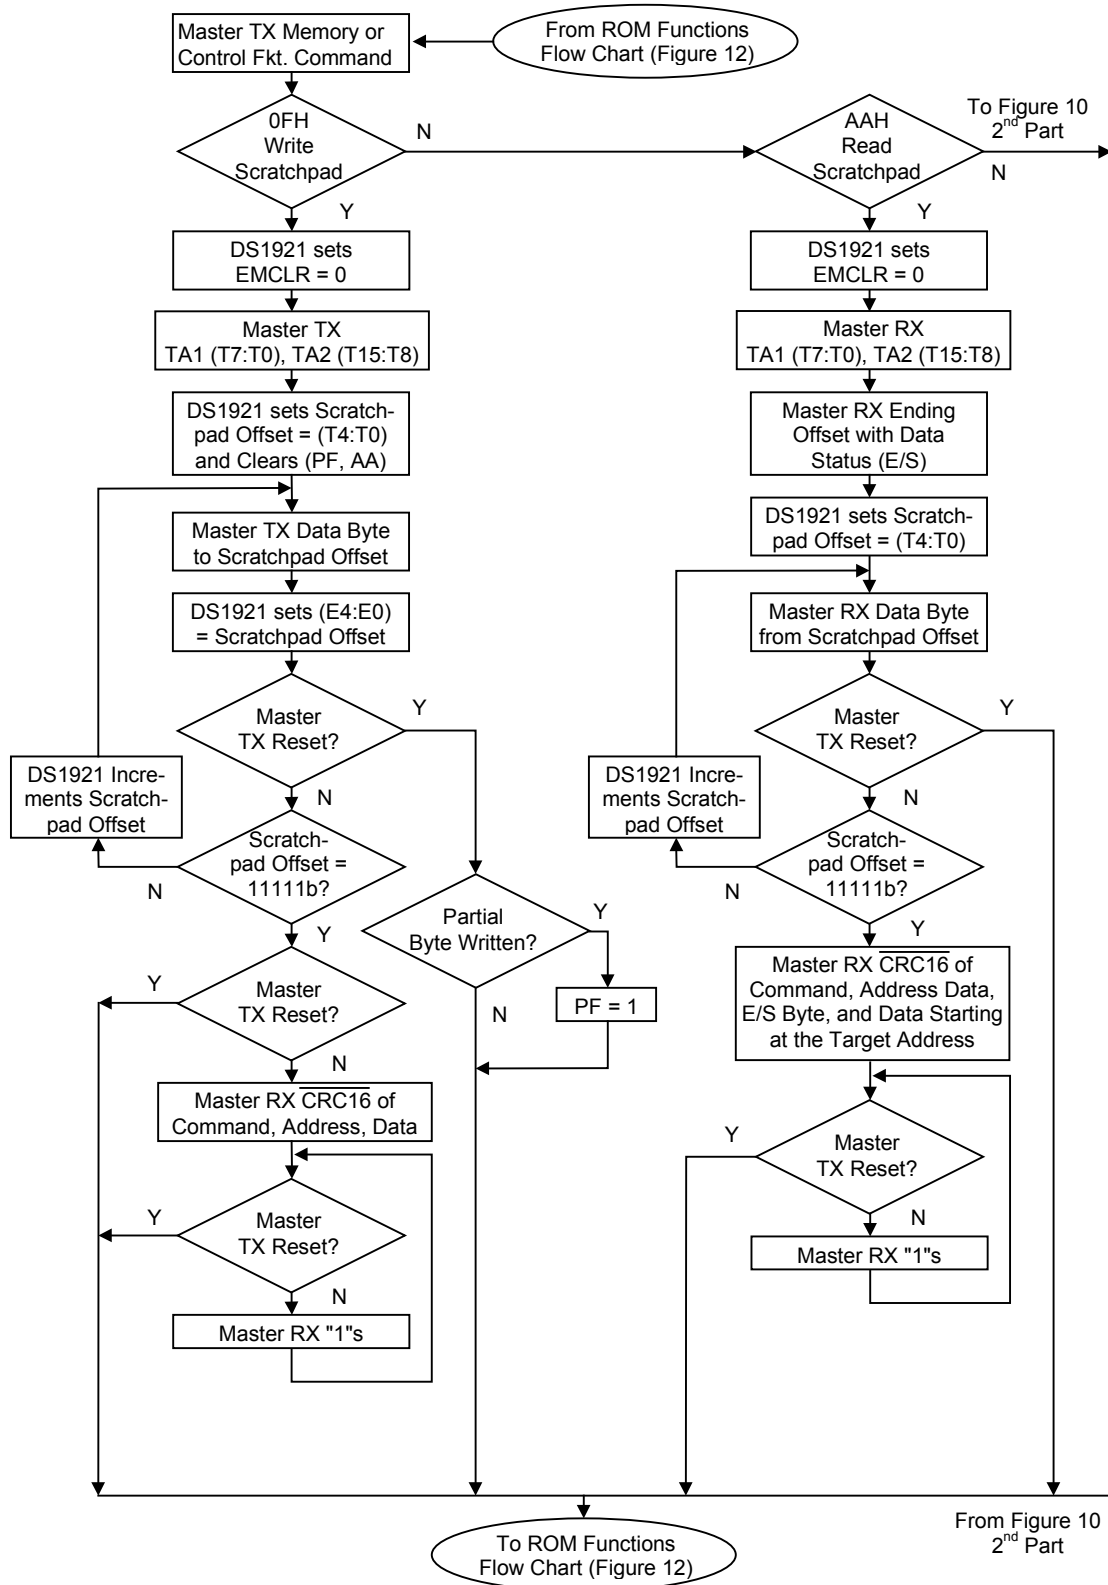 Master TX Memory or
Control Fkt. Command
From ROM Functions
Flow Chart (Figure 12)
0FH
Write
Scratchpad
N
Y
AAH
Read
Scratchpad
To Figure 10
2nd Part
N
Y
DS1921 sets
EMCLR = 0
Master TX
TA1 (T7:T0), TA2 (T15:T8)
DS1921 sets Scratch-
pad Offset = (T4:T0)
and Clears (PF, AA)
Master TX Data Byte
to Scratchpad Offset
DS1921 sets (E4:E0)
= Scratchpad Offset
Master
TX Reset?
Y
N
DS1921 Incre-
ments Scratch-
pad Offset
Scratch-
pad Offset =
11111b?
N
Y
Partial
Byte Written?
Y
N
PF = 1
Master
TX Reset?
Y
N
Master RX CRC16 of
Command, Address, Data
Master
TX Reset?
Y
N
Master RX "1"s
DS1921 sets
EMCLR = 0
Master RX
TA1 (T7:T0), TA2 (T15:T8)
Master RX Ending
Offset with Data
Status (E/S)
DS1921 sets Scratch-
pad Offset = (T4:T0)
Master RX Data Byte
from Scratchpad Offset
Master
TX Reset?
Y
N
DS1921 Incre-
ments Scratch-
pad Offset
Scratch-
pad Offset =
11111b?
N
Y
Master RX CRC16 of
Command, Address Data,
E/S Byte, and Data Starting
at the Target Address
Master
TX Reset?
Y
N
Master RX "1"s
To ROM Functions
Flow Chart (Figure 12)
From Figure 10
2nd Part